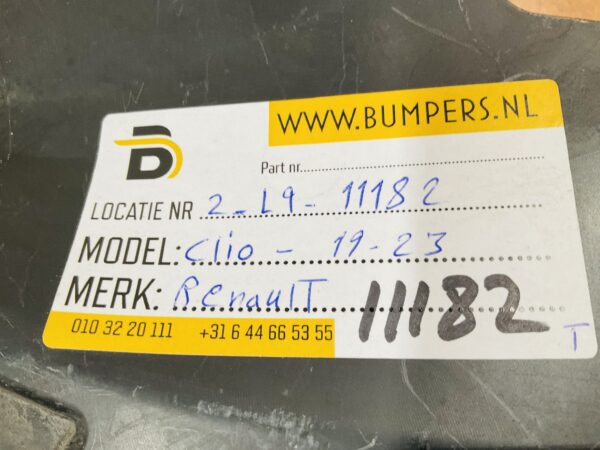 WWW.BUMPERS.NL
B
Part nr.
LOCATIE NR 2-L9-11182
MODEL: Clio - 19-23
MERK: Renault
11182
010 32 20 111 +31 6 44 66 53 55
T